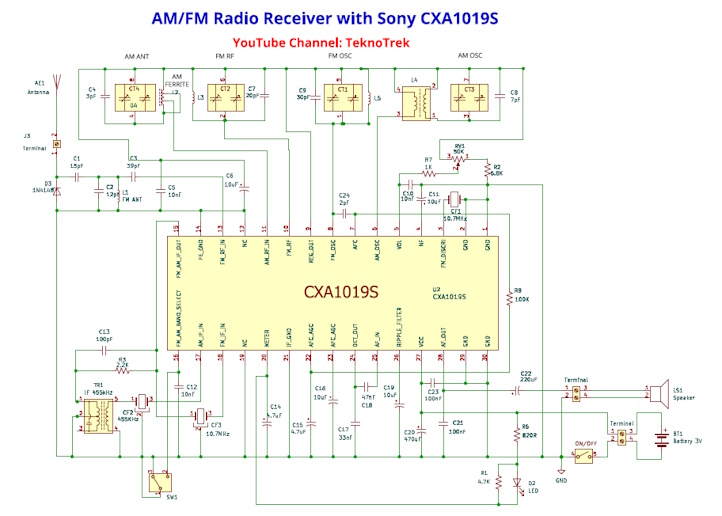 AM/FM Radio Receiver with Sony CXA1019S
YouTube Channel: TeknoTrek
AM ANT
FM RF
FM OSC
AM OSC
AE1
Antenna
C4
3pF
CT4
U4
AM
FERRITE
L2
L3
CT2
C7
20pF
C9
30pF
CT1
L5
L4
CT3
C8
7pF
J3
Terminal
D3
1N4148
C1
15pF
C3
39pF
C2
12pF
L1
FM ANT
C5
10nF
C6
10uF
C24
2pF
RV1
50K
R7
1K
R2
6.8K
C10
10nF
C11
10uF
CF1
10.7MHz
15 14 13 12 11 10 9 8 7 6 5 4 3 2 1
FM_AM_IF_OUT
FE_GND
FM_RF_IN
NC
AM_RF_IN
FM_RF
REG_OUT
FM_OSC
AFC
AM_OSC
VOL
NF
FM_DISCRI
GND
GND
CXA1019S
U2
CXA1019S
R8
100K
FM_AM_BAND_SELECT
AM_IF_IN
FM_IF_IN
NC
METER
IF_GND
AFC_AGC
AFC_AGC
DET_OUT
AF_IN
RIPPLE_FILTER
VCC
AF_OUT
GND
GND
16 17 18 19 20 21 22 23 24 25 26 27 28 29 30
C13
100pF
R3
2.2K
TR1
IF 455kHz
CF2
455KHz
C12
10nF
CF3
10.7MHz
C14
4.7uF
C15
4.7uF
C16
10uF
C17
33nF
47nF
C18
C19
10uF
C20
470uF
C23
100nF
C21
100nF
C22
220uF
R6
820R
R1
4.7K
D2
LED
SW1
GND
ON/OFF
Terminal
LS1
Speaker
Terminal
BT1
Battery 3V